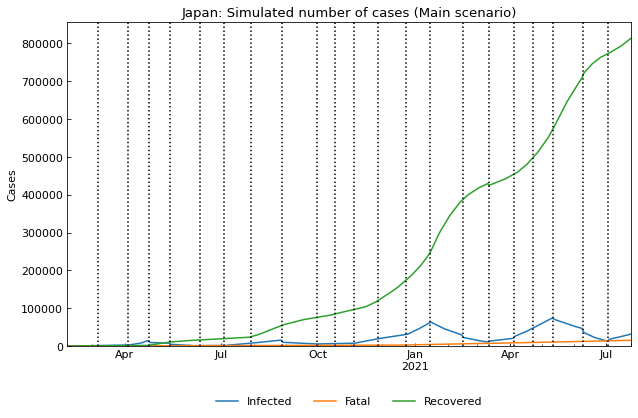 Japan: Simulated number of cases (Main scenario)
Cases
800000
700000
600000
500000
400000
300000
200000
100000
0
Apr Jul Oct Jan Apr Jul
2021
Infected Fatal Recovered